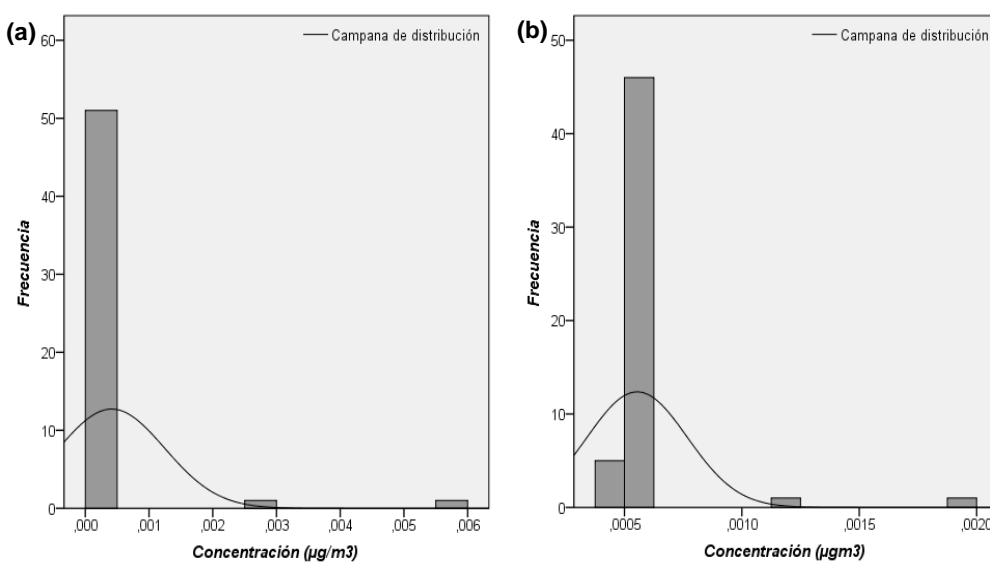 (a)
Campana de distribución
60
50
40
30
20
10
0
,000 ,001 ,002 ,003 ,004 ,005 ,006
Frecuencia
Concentración (µg/m3)
(b)
Campana de distribución
50
40
30
20
10
0
,0005 ,0010 ,0015 ,0020
Frecuencia
Concentración (µgm3)